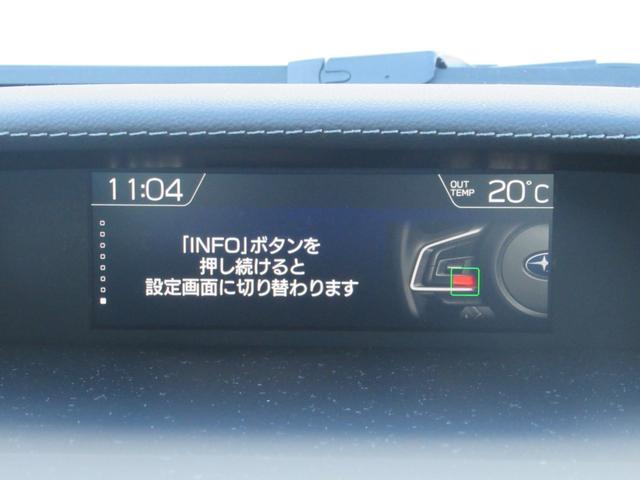 11:04
OUT TEMP 20°C
「INFO」ボタンを
押し続けると
設定画面に切り替わります